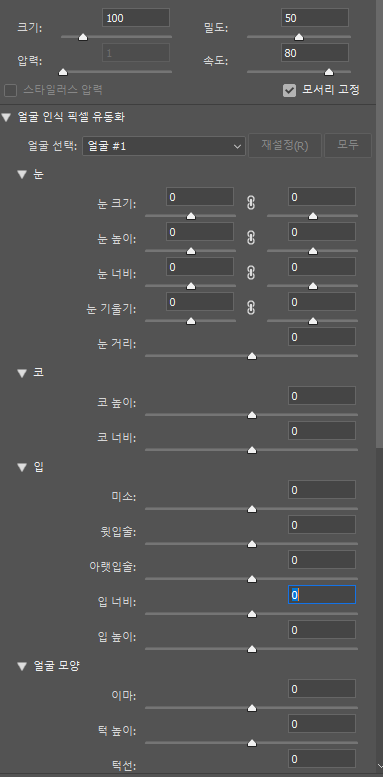 크기: 100 밀도: 50
압력: 1 속도: 80
스타일러스 압력 모서리 고정
얼굴 인식 픽셀 유동화
얼굴 선택: 얼굴 #1 재설정(R) 모두
눈
눈 크기: 0 0
눈 높이: 0 0
눈 너비: 0 0
눈 기울기: 0 0
눈 거리: 0
코
코 높이: 0
코 너비: 0
입
미소: 0
윗입술: 0
아랫입술: 0
입 너비: 0
입 높이: 0
얼굴 모양
이마: 0
턱 높이: 0
턱선: 0